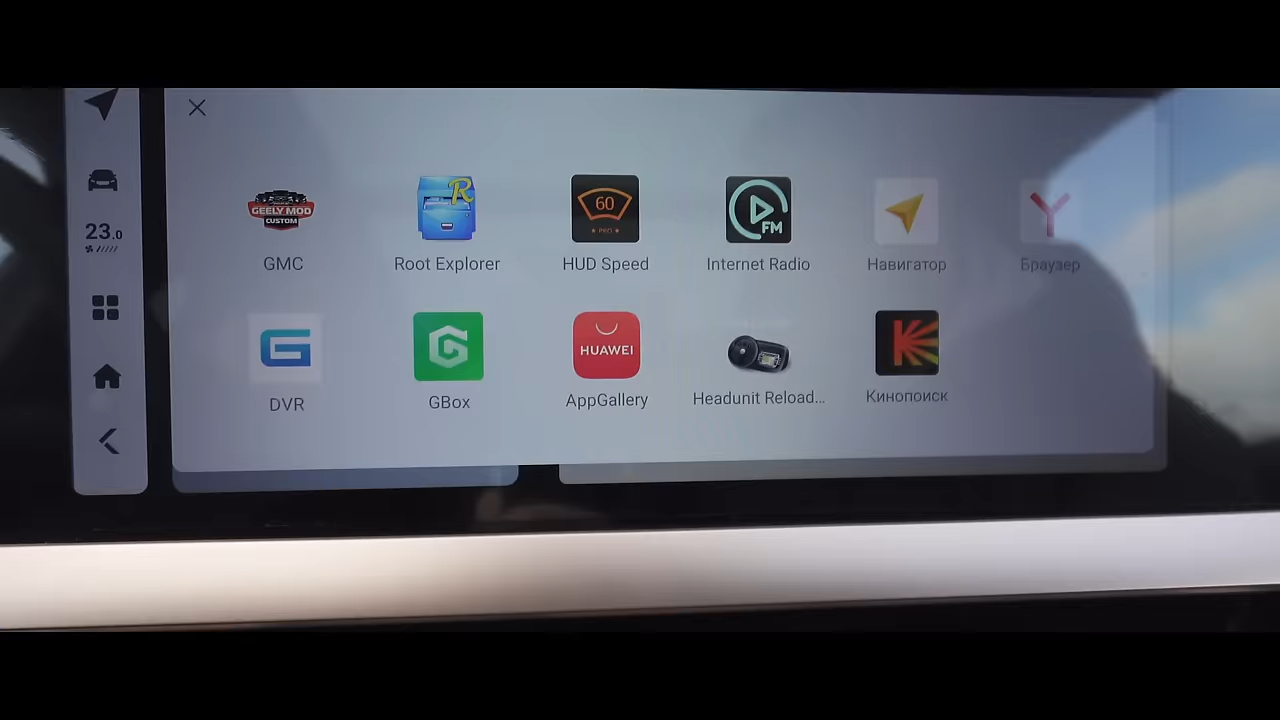 23.0
GEELY MOD
CUSTOM
R
60
PRO
FM
GMC
Root Explorer
HUD Speed
Internet Radio
Навигатор
Браузер
HUAWEI
DVR
GBox
AppGallery
Headunit Reload...
Кинопоиск